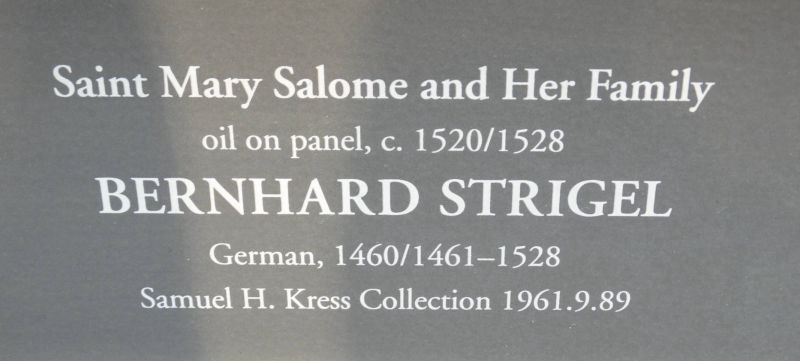 Saint Mary Salome and Her Family
oil on panel, c. 1520/1528
BERNHARD STRIGEL
German, 1460/1461–1528
Samuel H. Kress Collection 1961.9.89